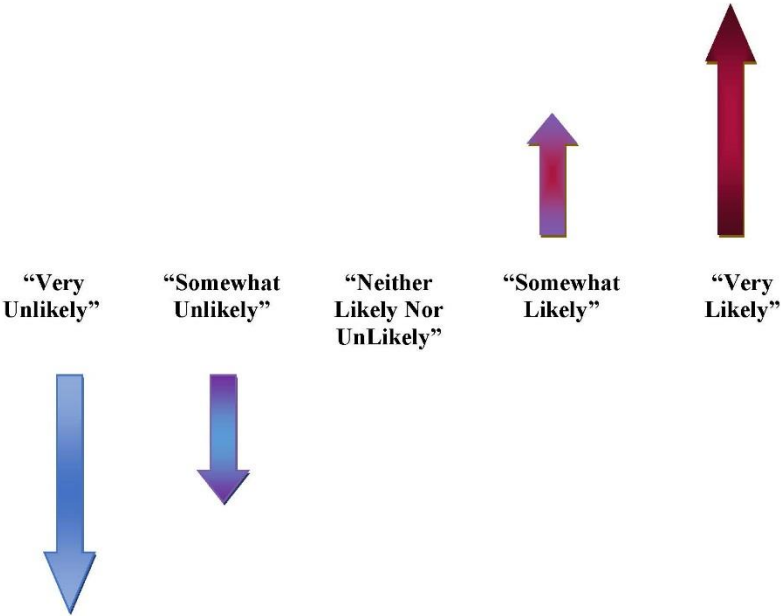 “Very
Unlikely”
“Somewhat
Unlikely”
“Neither
Likely Nor
UnLikely”
“Somewhat
Likely”
“Very
Likely”